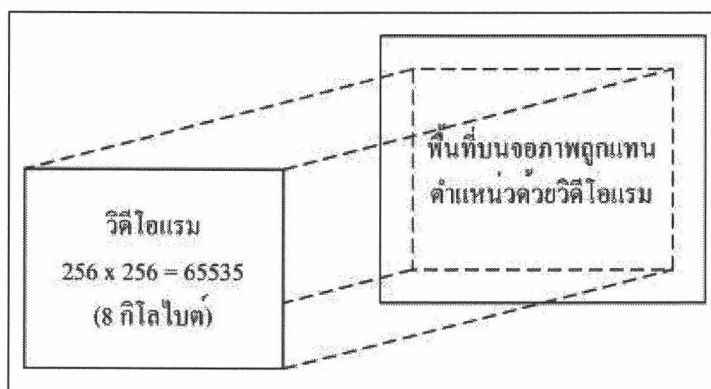 พื้นที่บนจอภาพถูกแทน
ตำแหน่วด้วยวิดีโอแรม
วิดีโอแรม
256 x 256 = 65535
(8 กิโลไบต์)